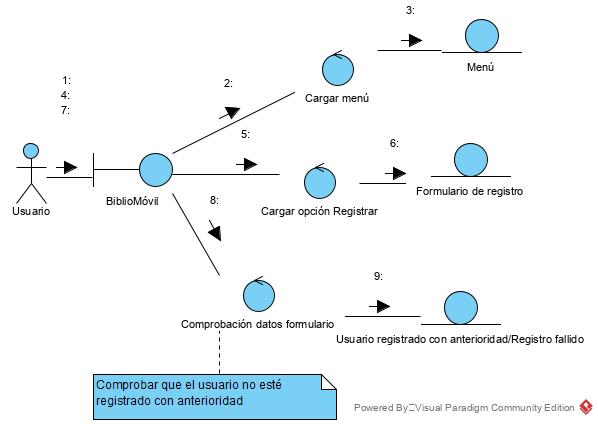 3:
Menú
2:
Cargar menú
1:
4:
7:
5:
6:
Usuario
BiblioMóvil
Cargar opción Registrar
Formulario de registro
8:
9:
Comprobación datos formulario
Usuario registrado con anterioridad/Registro fallido
Comprobar que el usuario no esté
registrado con anterioridad
Powered By Visual Paradigm Community Edition